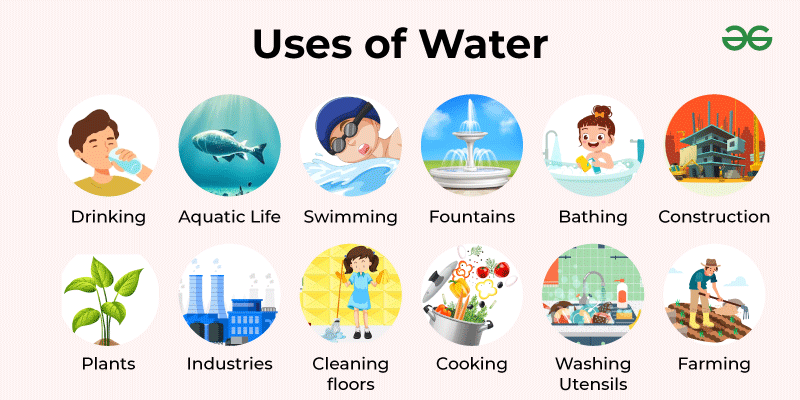 Uses of Water
Drinking
Aquatic Life
Swimming
Fountains
Bathing
Construction
Plants
Industries
Cleaning
floors
Cooking
Washing
Utensils
Farming